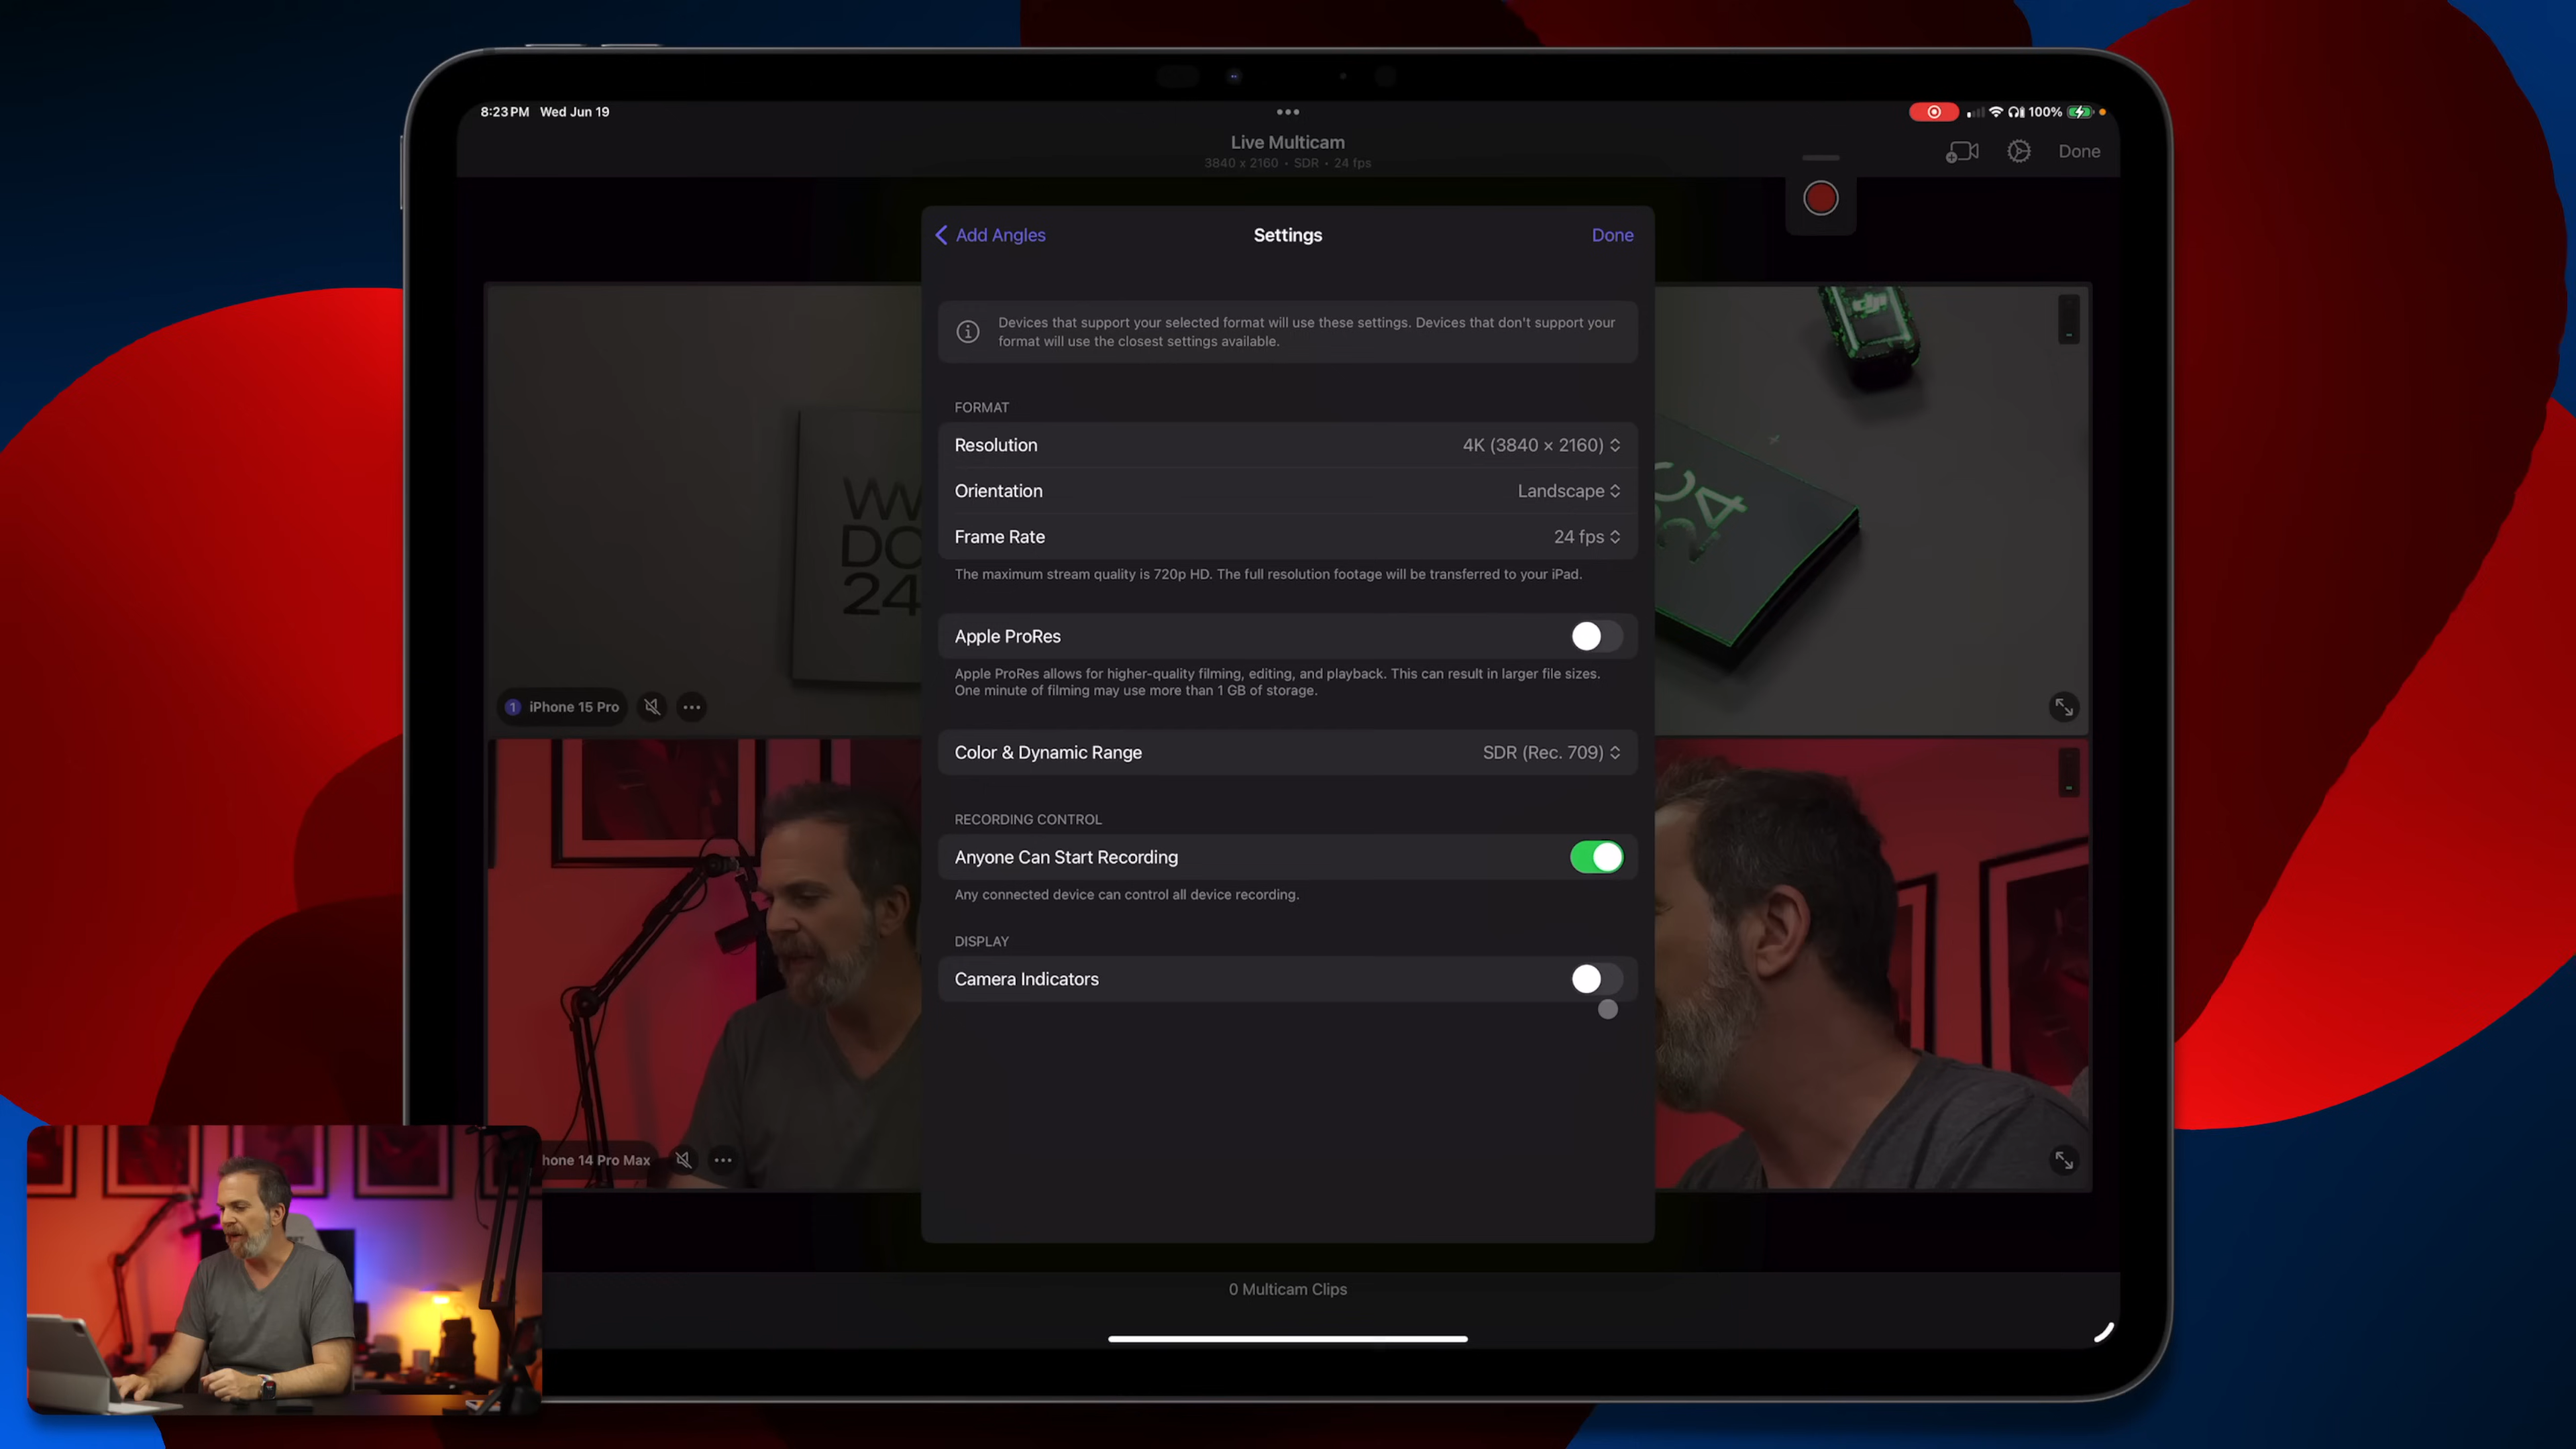 8:23 PM Wed Jun 19
100%
Live Multicam
3840 x 2160 • SDR • 24 fps
Done
Add Angles
Settings
Done
Devices that support your selected format will use these settings. Devices that don't support your
format will use the closest settings available.
FORMAT
Resolution 4K (3840 × 2160)
Orientation Landscape
Frame Rate 24 fps
The maximum stream quality is 720p HD. The full resolution footage will be transferred to your iPad.
Apple ProRes
Apple ProRes allows for higher-quality filming, editing, and playback. This can result in larger file sizes.
One minute of filming may use more than 1 GB of storage.
Color & Dynamic Range SDR (Rec. 709)
RECORDING CONTROL
Anyone Can Start Recording
Any connected device can control all device recording.
DISPLAY
Camera Indicators
WW
DC
24
dji
1 iPhone 15 Pro
hone 14 Pro Max
0 Multicam Clips